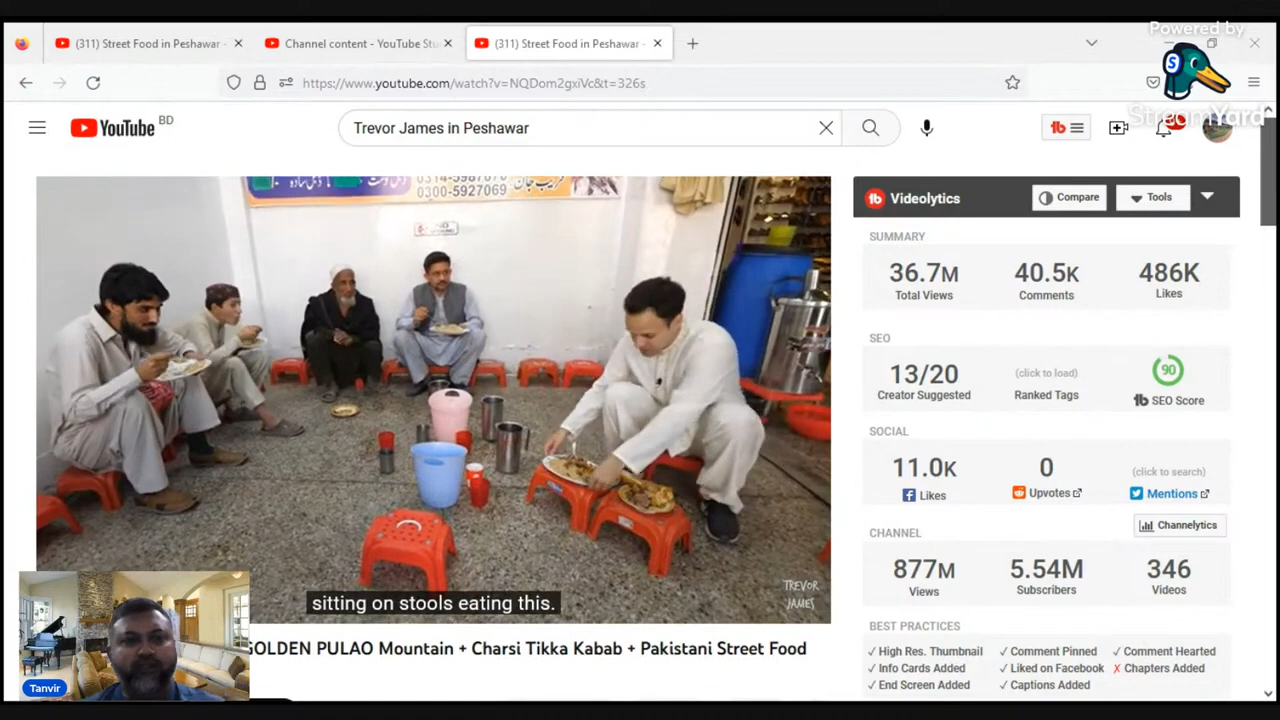 Powered by
StreamYard
(311) Street Food in Peshawar -
Channel content - YouTube Stu
(311) Street Food in Peshawar -
https://www.youtube.com/watch?v=NQDom2gxiVc&t=326s
YouTube BD
Trevor James in Peshawar
tb
0300-5927069
Videolytics
Compare
Tools
SUMMARY
36.7M
40.5K
486K
Total Views
Comments
Likes
SEO
13/20
(click to load)
90
Creator Suggested
Ranked Tags
tb SEO Score
SOCIAL
11.0K
0
(click to search)
Likes
Upvotes
Mentions
Channelytics
CHANNEL
877M
5.54M
346
Views
Subscribers
Videos
BEST PRACTICES
✓ High Res. Thumbnail
✓ Comment Pinned
✓ Comment Hearted
✓ Info Cards Added
✓ Liked on Facebook
✗ Chapters Added
✓ End Screen Added
✓ Captions Added
TREVOR
JAMES
sitting on stools eating this.
GOLDEN PULAO Mountain + Charsi Tikka Kabab + Pakistani Street Food
Tanvir